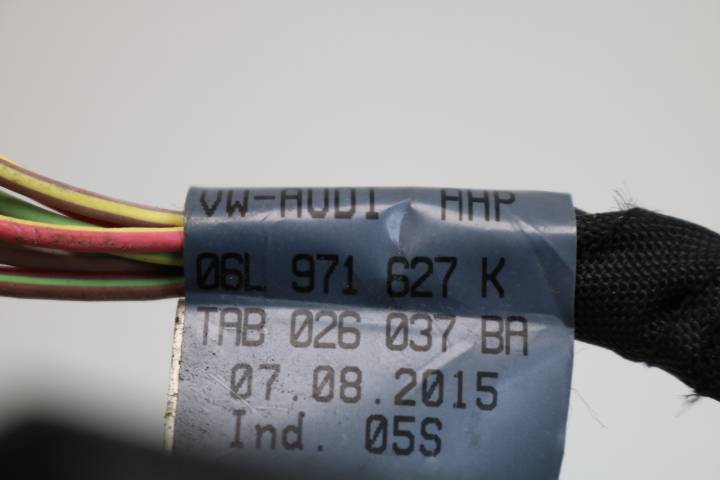 VW-AUDI AHP
06L 971 627 K
TAB 026 037 BA
07.08.2015
Ind. 05S